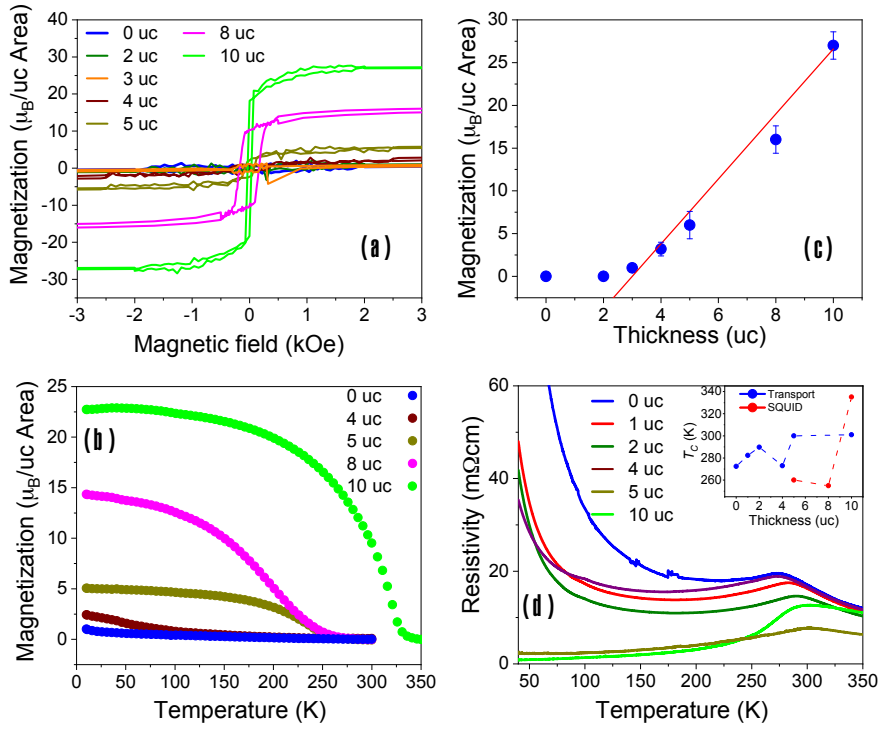 40
30
20
10
0
-10
-20
-30
Magnetization (μB/uc Area)
0 uc
2 uc
3 uc
4 uc
5 uc
8 uc
10 uc
(a)
-3 -2 -1 0 1 2 3
Magnetic field (kOe)
30
25
20
15
10
5
0
Magnetization (μB/uc Area)
(c)
0 2 4 6 8 10
Thickness (uc)
25
20
15
10
5
0
Magnetization (μB/uc Area)
(b)
0 uc
4 uc
5 uc
8 uc
10 uc
0 50 100 150 200 250 300 350
Temperature (K)
60
40
20
0
Resistivity (mΩcm)
0 uc
1 uc
2 uc
4 uc
5 uc
10 uc
(d)
340
320
300
280
260
TC (K)
Transport
SQUID
0 2 4 6 8 10
Thickness (uc)
50 100 150 200 250 300 350
Temperature (K)